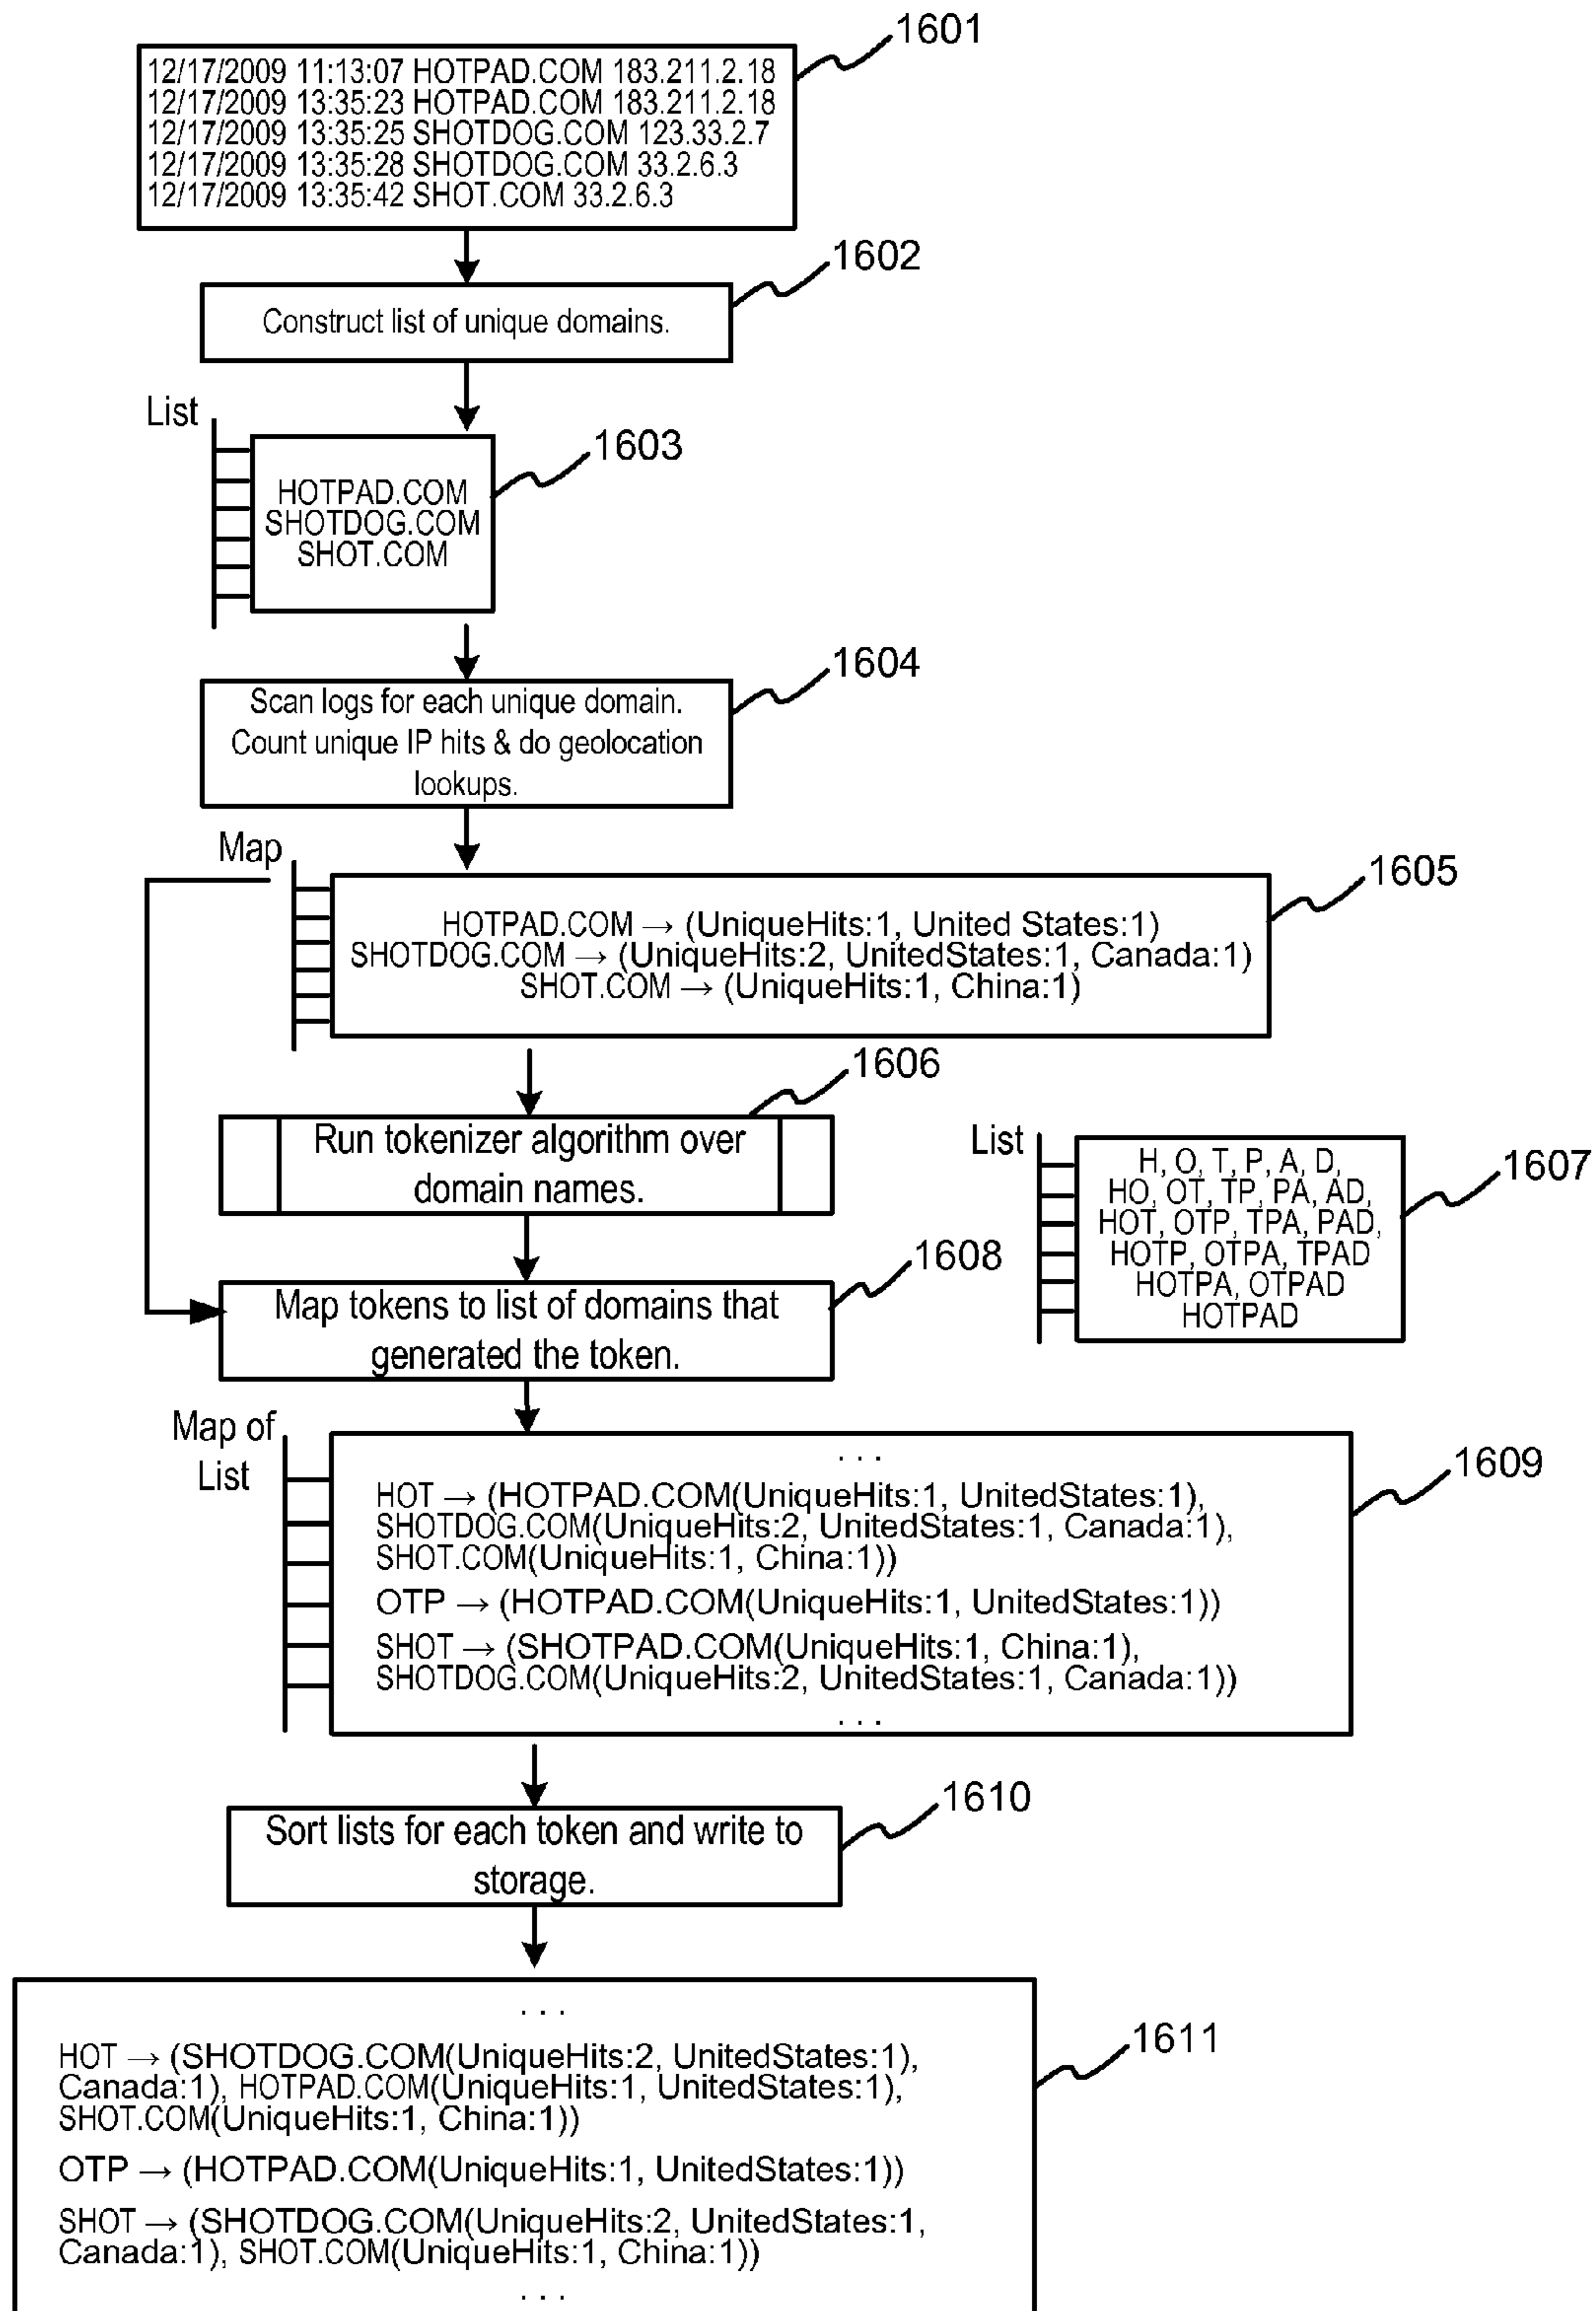 1601
12/17/2009 11:13:07 HOTPAD.COM 183.211.2.18
12/17/2009 13:35:23 HOTPAD.COM 183.211.2.18
12/17/2009 13:35:25 SHOTDOG.COM 123.33.2.7
12/17/2009 13:35:28 SHOTDOG.COM 33.2.6.3
12/17/2009 13:35:42 SHOT.COM 33.2.6.3
1602
Construct list of unique domains.
List
1603
HOTPAD.COM
SHOTDOG.COM
SHOT.COM
1604
Scan logs for each unique domain.
Count unique IP hits & do geolocation
lookups.
Map
1605
HOTPAD.COM → (UniqueHits:1, United States:1)
SHOTDOG.COM → (UniqueHits:2, UnitedStates:1, Canada:1)
SHOT.COM → (UniqueHits:1, China:1)
1606
Run tokenizer algorithm over
domain names.
List
1607
H, O, T, P, A, D,
HO, OT, TP, PA, AD,
HOT, OTP, TPA, PAD,
HOTP, OTPA, TPAD
HOTPA, OTPAD
HOTPAD
1608
Map tokens to list of domains that
generated the token.
Map of
List
1609
. . .
HOT → (HOTPAD.COM(UniqueHits:1, UnitedStates:1),
SHOTDOG.COM(UniqueHits:2, UnitedStates:1, Canada:1),
SHOT.COM(UniqueHits:1, China:1))
OTP → (HOTPAD.COM(UniqueHits:1, UnitedStates:1))
SHOT → (SHOTPAD.COM(UniqueHits:1, China:1),
SHOTDOG.COM(UniqueHits:2, UnitedStates:1, Canada:1))
. . .
1610
Sort lists for each token and write to
storage.
1611
. . .
HOT → (SHOTDOG.COM(UniqueHits:2, UnitedStates:1),
Canada:1), HOTPAD.COM(UniqueHits:1, UnitedStates:1),
SHOT.COM(UniqueHits:1, China:1))
OTP → (HOTPAD.COM(UniqueHits:1, UnitedStates:1))
SHOT → (SHOTDOG.COM(UniqueHits:2, UnitedStates:1,
Canada:1), SHOT.COM(UniqueHits:1, China:1))
. . .